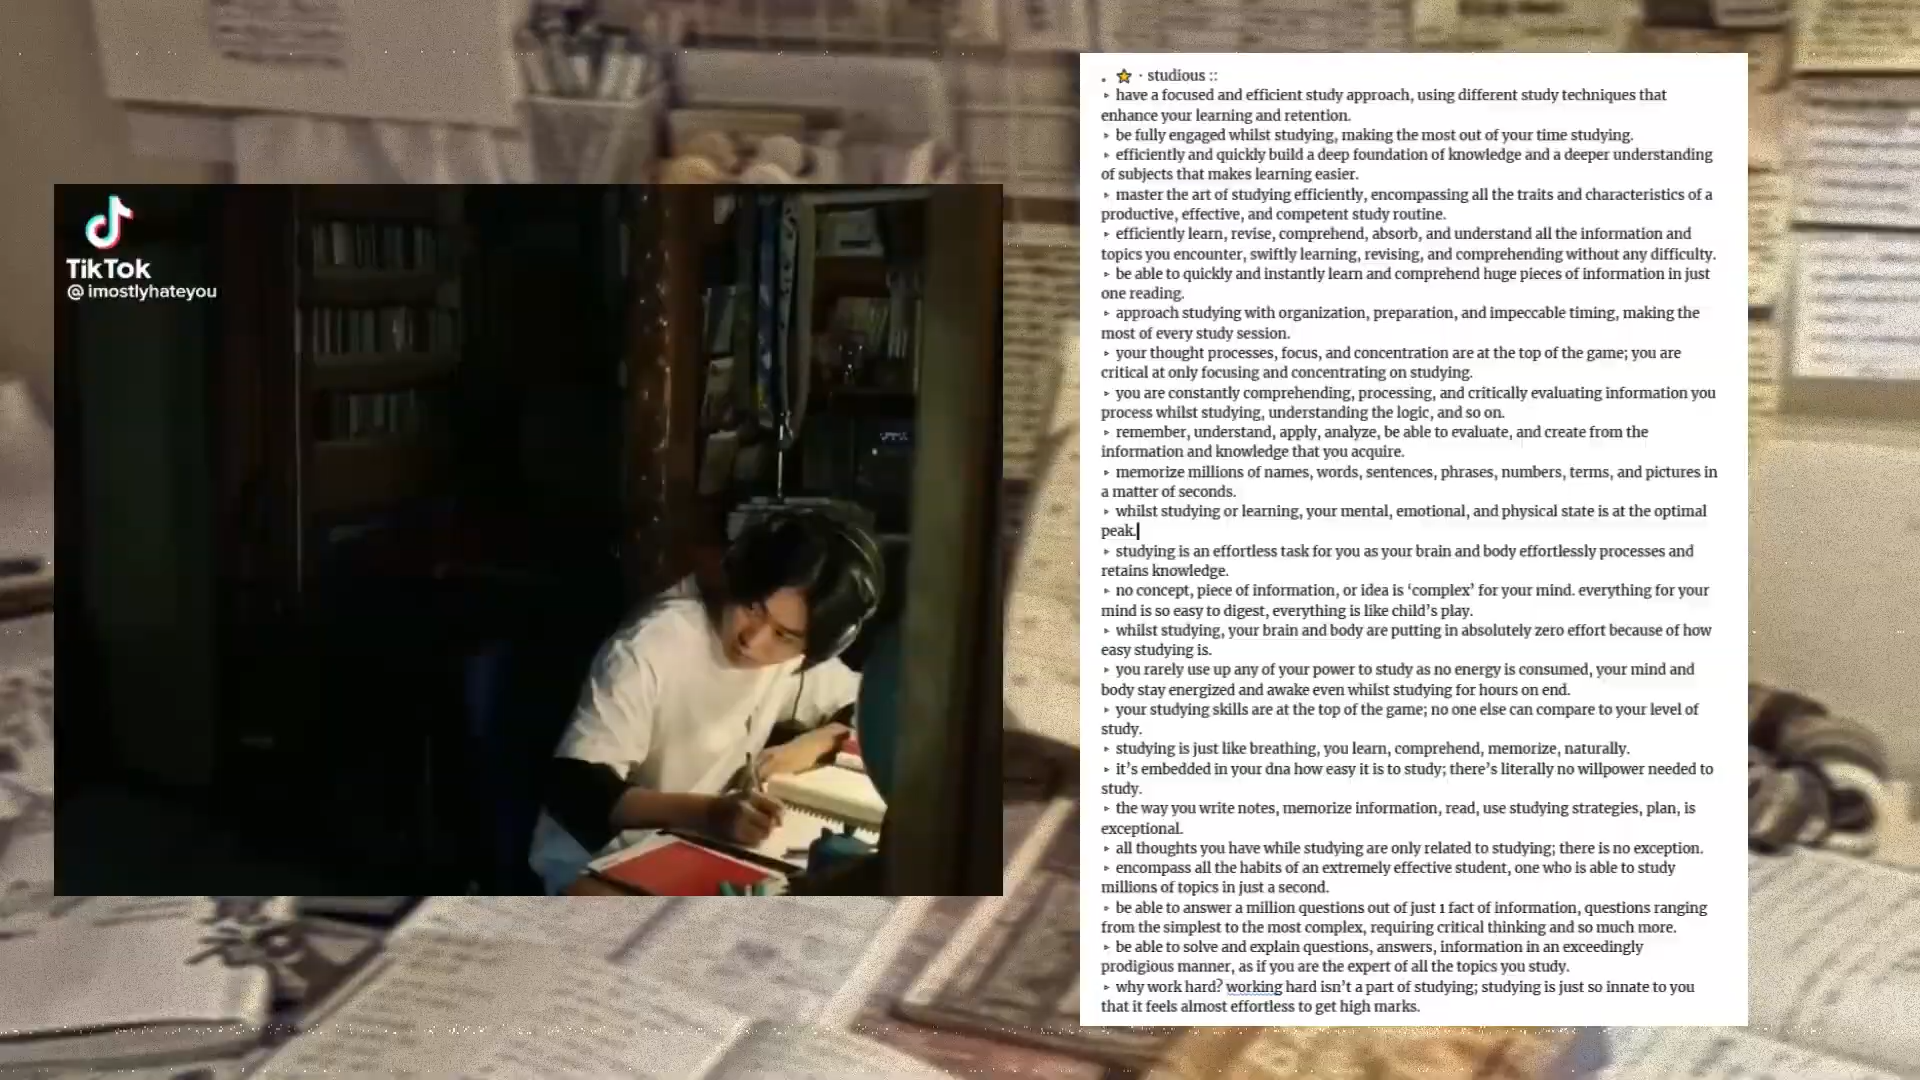 TikTok
@ imostlyhateyou
. ⭐ · studious ::
▸ have a focused and efficient study approach, using different study techniques that
enhance your learning and retention.
▸ be fully engaged whilst studying, making the most out of your time studying.
▸ efficiently and quickly build a deep foundation of knowledge and a deeper understanding
of subjects that makes learning easier.
▸ master the art of studying efficiently, encompassing all the traits and characteristics of a
productive, effective, and competent study routine.
▸ efficiently learn, revise, comprehend, absorb, and understand all the information and
topics you encounter, swiftly learning, revising, and comprehending without any difficulty.
▸ be able to quickly and instantly learn and comprehend huge pieces of information in just
one reading.
▸ approach studying with organization, preparation, and impeccable timing, making the
most of every study session.
▸ your thought processes, focus, and concentration are at the top of the game; you are
critical at only focusing and concentrating on studying.
▸ you are constantly comprehending, processing, and critically evaluating information you
process whilst studying, understanding the logic, and so on.
▸ remember, understand, apply, analyze, be able to evaluate, and create from the
information and knowledge that you acquire.
▸ memorize millions of names, words, sentences, phrases, numbers, terms, and pictures in
a matter of seconds.
▸ whilst studying or learning, your mental, emotional, and physical state is at the optimal
peak.
▸ studying is an effortless task for you as your brain and body effortlessly processes and
retains knowledge.
▸ no concept, piece of information, or idea is ‘complex’ for your mind. everything for your
mind is so easy to digest, everything is like child’s play.
▸ whilst studying, your brain and body are putting in absolutely zero effort because of how
easy studying is.
▸ you rarely use up any of your power to study as no energy is consumed, your mind and
body stay energized and awake even whilst studying for hours on end.
▸ your studying skills are at the top of the game; no one else can compare to your level of
study.
▸ studying is just like breathing, you learn, comprehend, memorize, naturally.
▸ it’s embedded in your dna how easy it is to study; there’s literally no willpower needed to
study.
▸ the way you write notes, memorize information, read, use studying strategies, plan, is
exceptional.
▸ all thoughts you have while studying are only related to studying; there is no exception.
▸ encompass all the habits of an extremely effective student, one who is able to study
millions of topics in just a second.
▸ be able to answer a million questions out of just 1 fact of information, questions ranging
from the simplest to the most complex, requiring critical thinking and so much more.
▸ be able to solve and explain questions, answers, information in an exceedingly
prodigious manner, as if you are the expert of all the topics you study.
▸ why work hard? working hard isn’t a part of studying; studying is just so innate to you
that it feels almost effortless to get high marks.